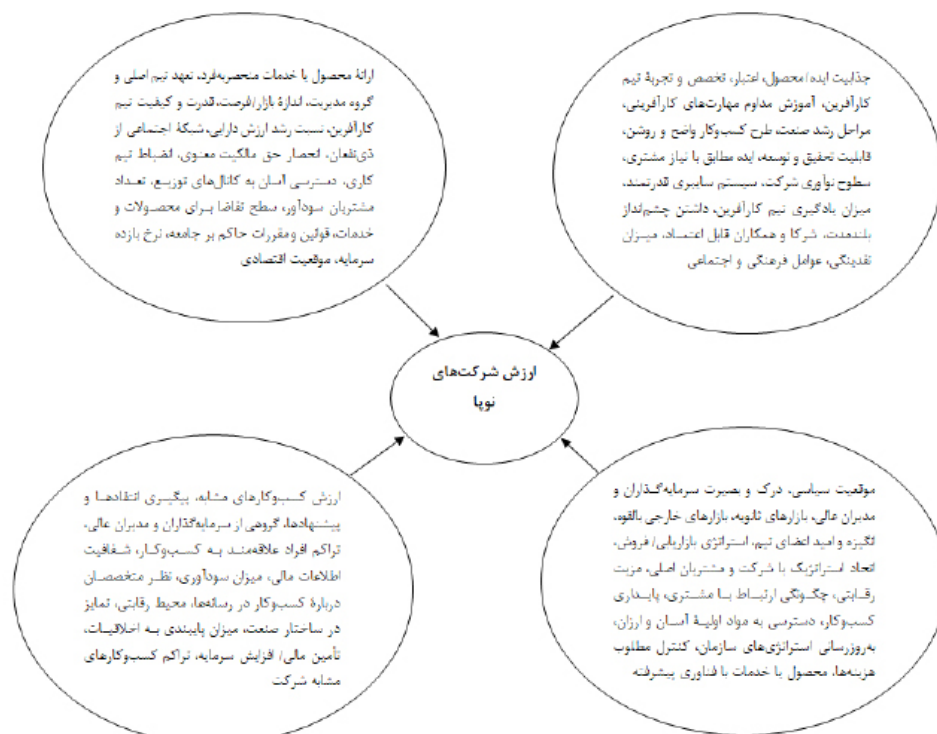 جذابیت ایده/محصول، اعتبار، تخصص و تجربۀ تیم
کارآفرین، آموزش مداوم مهارت‌های کارآفرینی،
مراحل رشد صنعت، طرح کسب‌وکار واضح و روشن،
قابلیت تحقیق و توسعه، ایده مطابق با نیاز مشتری،
سطوح نوآوری شرکت، سیستم سایبری قدرتمند،
میزان یادگیری تیم کارآفرین، داشتن چشم‌انداز
بلندمدت، شرکا و همکاران قابل اعتماد، میزان
نقدینگی، عوامل فرهنگی و اجتماعی
ارائۀ محصول یا خدمات منحصربه‌فرد، تعهد تیم اصلی و
گروه مدیریت، اندازۀ بازار/فرصت، قدرت و کیفیت تیم
کارآفرین، نسبت رشد ارزش دارایی، شبکۀ اجتماعی از
ذی‌نفعان، انحصار حق مالکیت معنوی، انضباط تیم
کاری، دسترسی آسان به کانال‌های توزیع، تعداد
مشتریان سودآور، سطح تقاضا برای محصولات و
خدمات، قوانین و مقررات حاکم بر جامعه، نرخ بازده
سرمایه، موقعیت اقتصادی
ارزش شرکت‌های
نوپا
موقعیت سیاسی، درک و بصیرت سرمایه‌گذاران و
مدیران عالی، بازارهای ثانویه، بازارهای خارجی بالقوه،
نگیزه و امید اعضای تیم، استراتژی بازاریابی/ فروش،
اتحاد استراتژیک با شرکت و مشتریان اصلی، مزیت
رقابتی، چگونگی ارتباط با مشتری، پایداری
کسب‌وکار، دسترسی به مواد اولیۀ آسان و ارزان،
به‌روزرسانی استراتژی‌های سازمان، کنترل مطلوب
هزینه‌ها، محصول یا خدمات با فناوری پیشرفته
ارزش کسب‌وکارهای مشابه، پیگیری انتقادها و
پیشنهادها، گروهی از سرمایه‌گذاران و مدیران عالی،
تراکم افراد علاقه‌مند به کسب‌وکار، شفافیت
اطلاعات مالی، میزان سودآوری، نظر متخصصان
دربارۀ کسب‌وکار در رسانه‌ها، محیط رقابتی، تمایز
در ساختار صنعت، میزان پایبندی به اخلاقیات،
تأمین مالی/ افزایش سرمایه، تراکم کسب‌وکارهای
مشابه شرکت